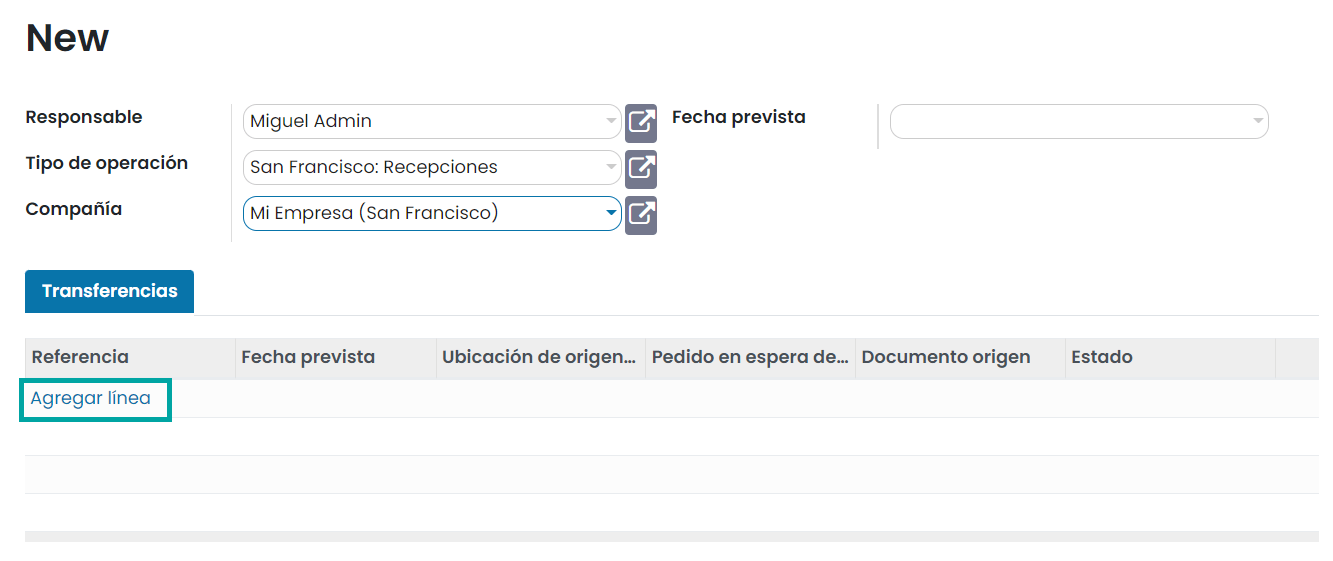 New
Responsable
Miguel Admin
Fecha prevista
Tipo de operación
San Francisco: Recepciones
Compañía
Mi Empresa (San Francisco)
Transferencias
Referencia Fecha prevista Ubicación de origen... Pedido en espera de... Documento origen Estado
Agregar línea